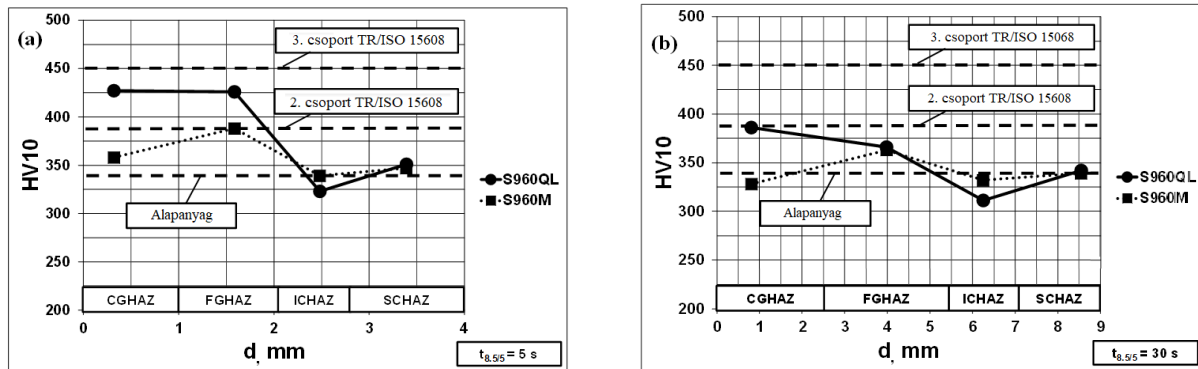 (a)
500
450
400
350
300
250
200
HV10
3. csoport TR/ISO 15608
2. csoport TR/ISO 15608
Alapanyag
CGHAZ FGHAZ ICHAZ SCHAZ
0 1 2 3 4
d, mm
t8.5/5 = 5 s
S960QL
S960M
(b)
500
450
400
350
300
250
200
HV10
3. csoport TR/ISO 15068
2. csoport TR/ISO 15608
Alapanyag
CGHAZ FGHAZ ICHAZ SCHAZ
0 1 2 3 4 5 6 7 8 9
d, mm
t8.5/5 = 30 s
S960QL
S960M